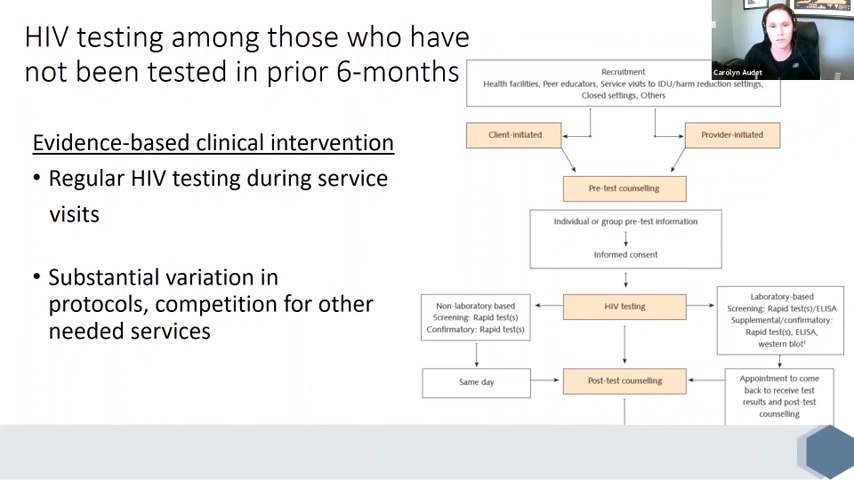 HIV testing among those who have
not been tested in prior 6-months
Evidence-based clinical intervention
• Regular HIV testing during service
visits
• Substantial variation in
protocols, competition for other
needed services
Carolyn Audet
Recruitment
Health facilities, Peer educators, Service visits to IDU/harm reduction settings,
Closed settings, Others
Client-initiated
Provider-initiated
Pre-test counselling
Individual or group pre-test information
Informed consent
Non-laboratory based
Screening: Rapid test(s)
Confirmatory: Rapid test(s)
HIV testing
Laboratory-based
Screening: Rapid test(s)/ELISA
Supplemental/confirmatory:
Rapid test(s), ELISA,
western blot¹
Same day
Post-test counselling
Appointment to come
back to receive test
results and post-test
counselling